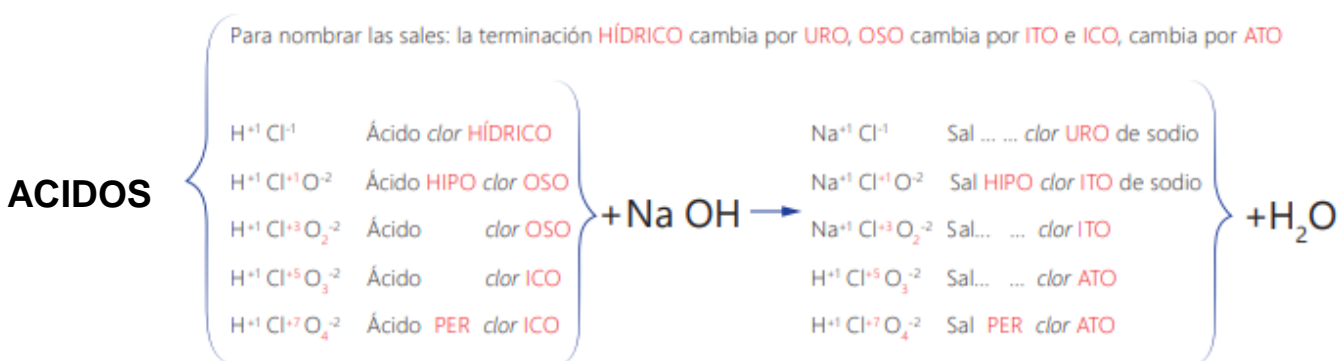 Para nombrar las sales: la terminación HÍDRICO cambia por URO, OSO cambia por ITO e ICO, cambia por ATO
H⁺¹ Cl⁻¹ Ácido clor HÍDRICO Na⁺¹ Cl⁻¹ Sal ... ... clor URO de sodio
H⁺¹ Cl⁺¹ O⁻² Ácido HIPO clor OSO Na⁺¹ Cl⁺¹ O⁻² Sal HIPO clor ITO de sodio
ACIDOS H⁺¹ Cl⁺³ O₂⁻² Ácido clor OSO +Na OH → Na⁺¹ Cl⁺³ O₂⁻² Sal... ... clor ITO +H₂O
H⁺¹ Cl⁺⁵ O₃⁻² Ácido clor ICO H⁺¹ Cl⁺⁵ O₃⁻² Sal... ... clor ATO
H⁺¹ Cl⁺⁷ O₄⁻² Ácido PER clor ICO H⁺¹ Cl⁺⁷ O₄⁻² Sal PER clor ATO